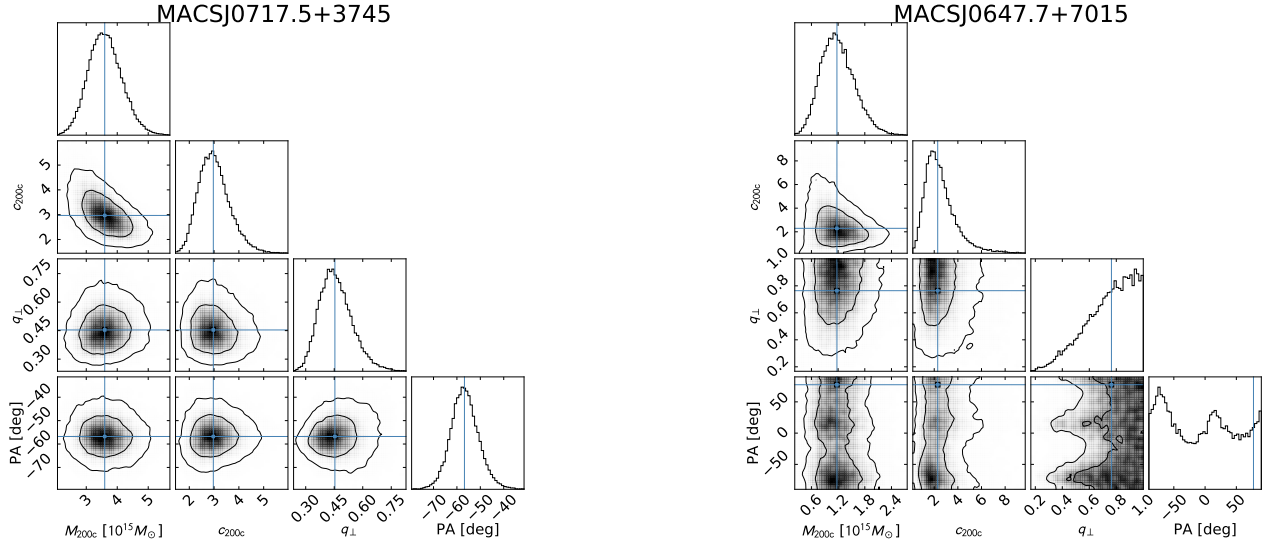 MACSJ0717.5+3745
c200c
5
4
3
2
q⊥
0.75
0.60
0.45
0.30
PA [deg]
−40
−50
−60
−70
3 4 5
2 3 4 5
0.30 0.45 0.60 0.75
−70 −60 −50 −40
M200c [10^15 M⊙]
c200c
q⊥
PA [deg]
MACSJ0647.7+7015
c200c
8
6
4
2
0
q⊥
1.0
0.8
0.6
0.4
0.2
PA [deg]
50
0
−50
0.6 1.2 1.8 2.4
2 4 6 8
0.2 0.4 0.6 0.8 1.0
−50 0 50
M200c [10^15 M⊙]
c200c
q⊥
PA [deg]